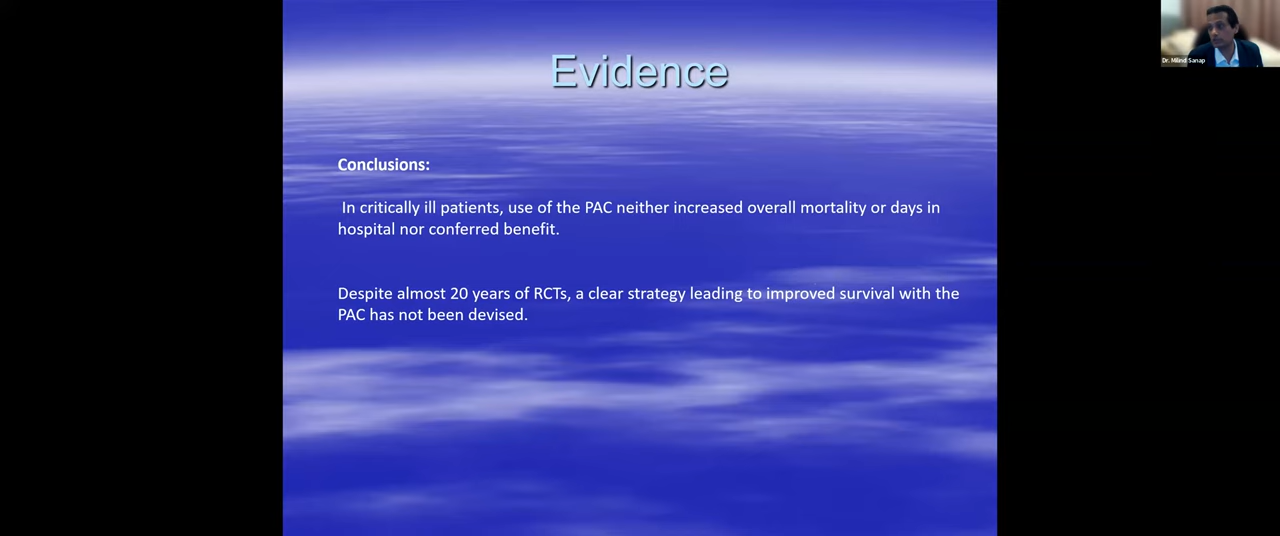 Evidence
Dr. Milind Sanap
Conclusions:
In critically ill patients, use of the PAC neither increased overall mortality or days in
hospital nor conferred benefit.
Despite almost 20 years of RCTs, a clear strategy leading to improved survival with the
PAC has not been devised.